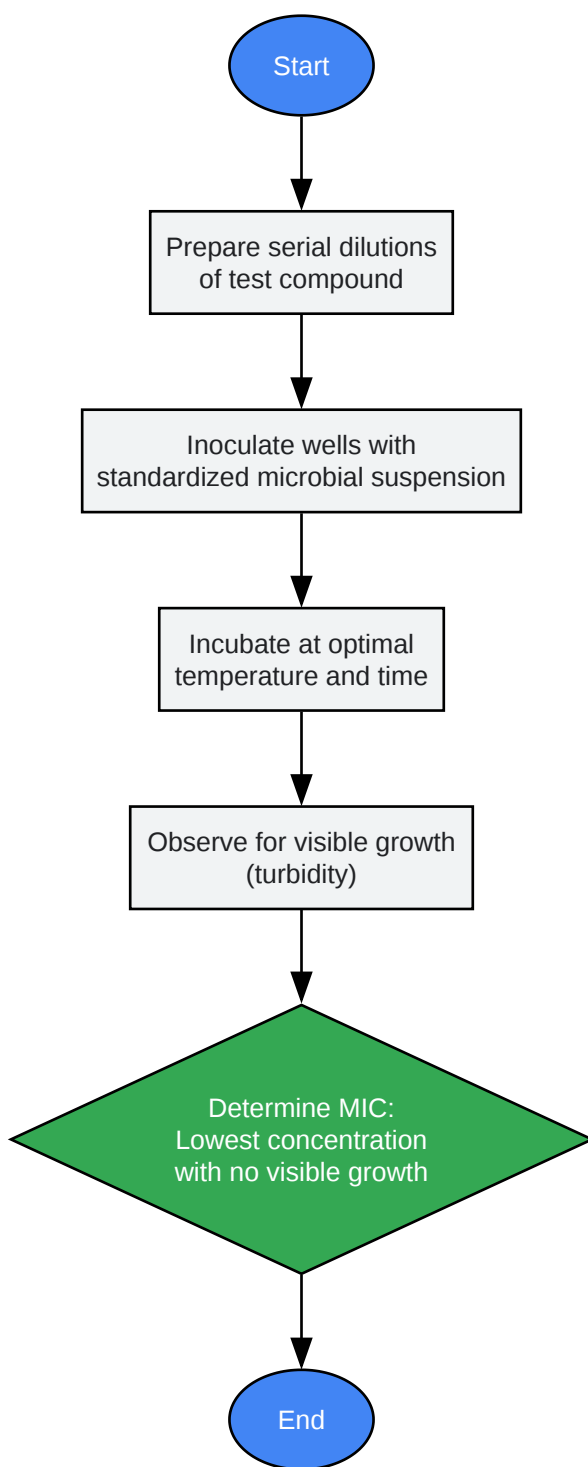 Start
Prepare serial dilutions
of test compound
Inoculate wells with
standardized microbial suspension
Incubate at optimal
temperature and time
Observe for visible growth
(turbidity)
Determine MIC:
Lowest concentration
with no visible growth
End